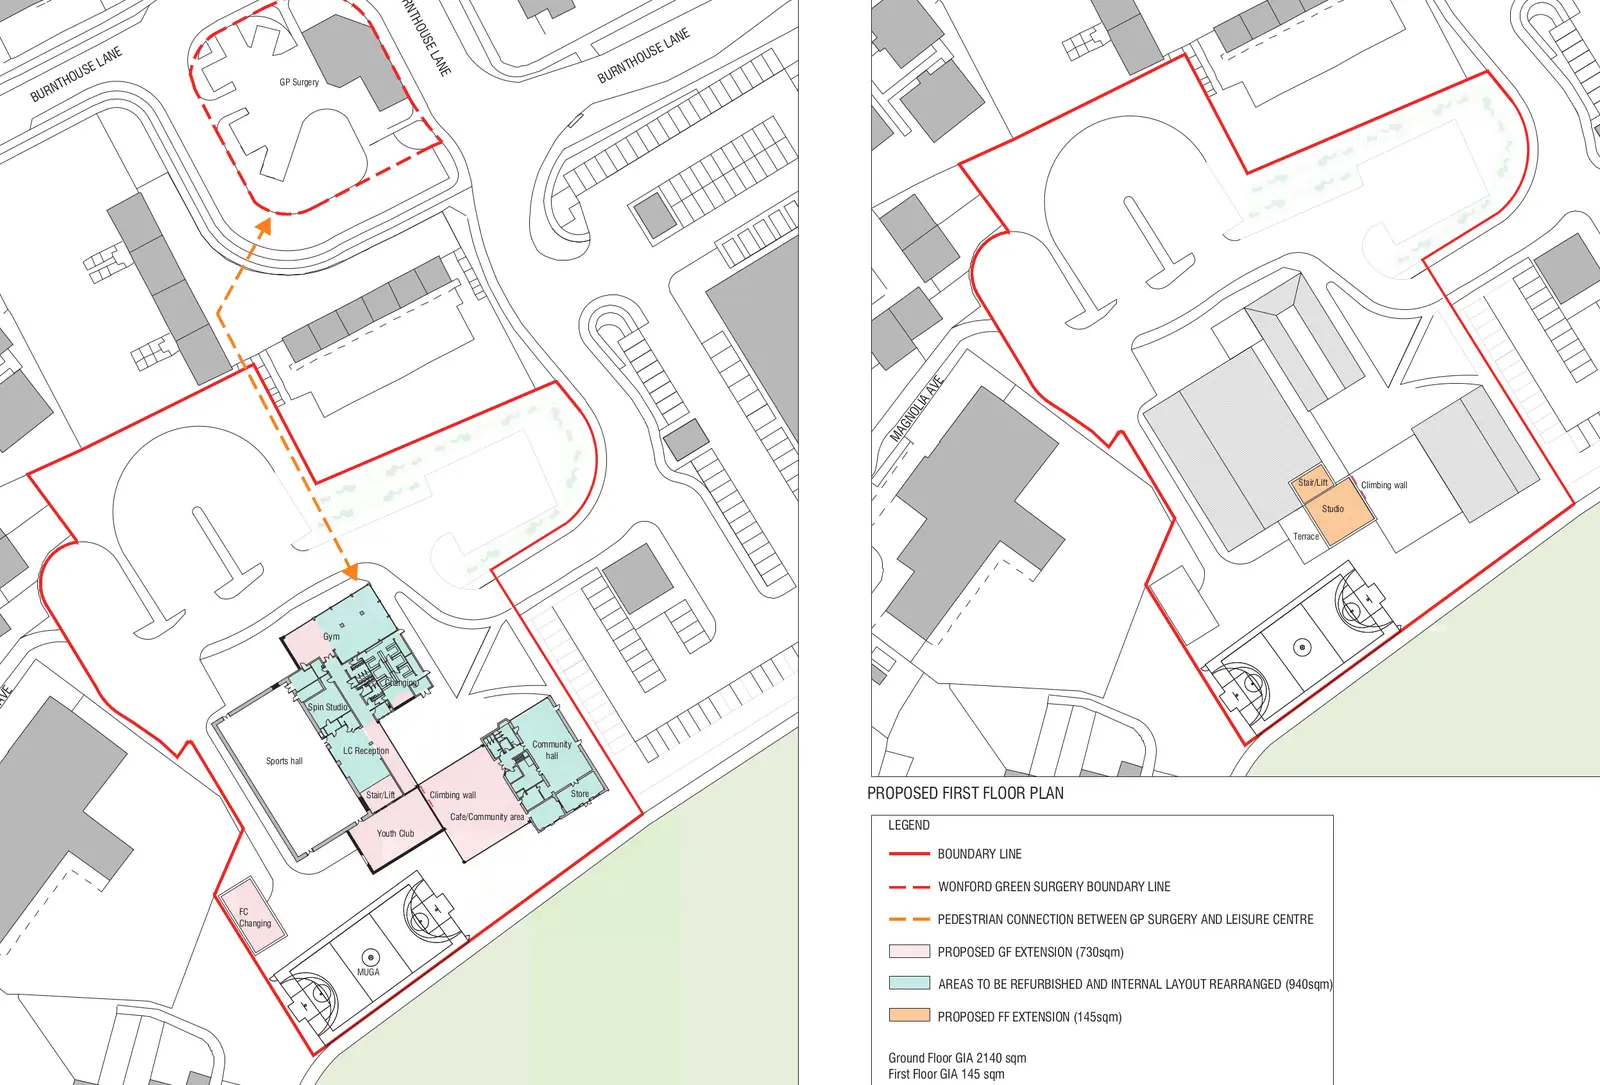 BURNTHOUSE LANE
BURNTHOUSE LANE
GP Surgery
Gym
Changing
Spin Studio
LC Reception
Sports hall
Stair/Lift
Climbing wall
Cafe/Community area
Youth Club
Community
hall
Store
FC
Changing
MUGA
AVE
MAGNOLIA AVE
Stair/Lift
Climbing wall
Studio
Terrace
PROPOSED FIRST FLOOR PLAN
LEGEND
BOUNDARY LINE
WONFORD GREEN SURGERY BOUNDARY LINE
PEDESTRIAN CONNECTION BETWEEN GP SURGERY AND LEISURE CENTRE
PROPOSED GF EXTENSION (730sqm)
AREAS TO BE REFURBISHED AND INTERNAL LAYOUT REARRANGED (940sqm)
PROPOSED FF EXTENSION (145sqm)
Ground Floor GIA 2140 sqm
First Floor GIA 145 sqm